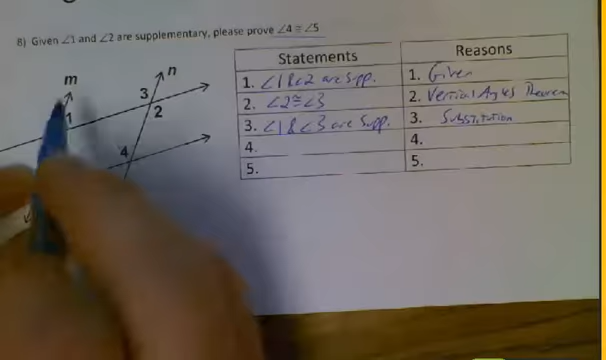 8) Given ∠1 and ∠2 are supplementary, please prove ∠4 ≅ ∠5
Statements
Reasons
1. ∠1 & ∠2 are supp.
1. Given
2. ∠2 ≅ ∠3
2. Vertical Angles Theorem
3. ∠1 & ∠3 are supp.
3. Substitution
4.
4.
5.
5.
m
n
3
1
2
4